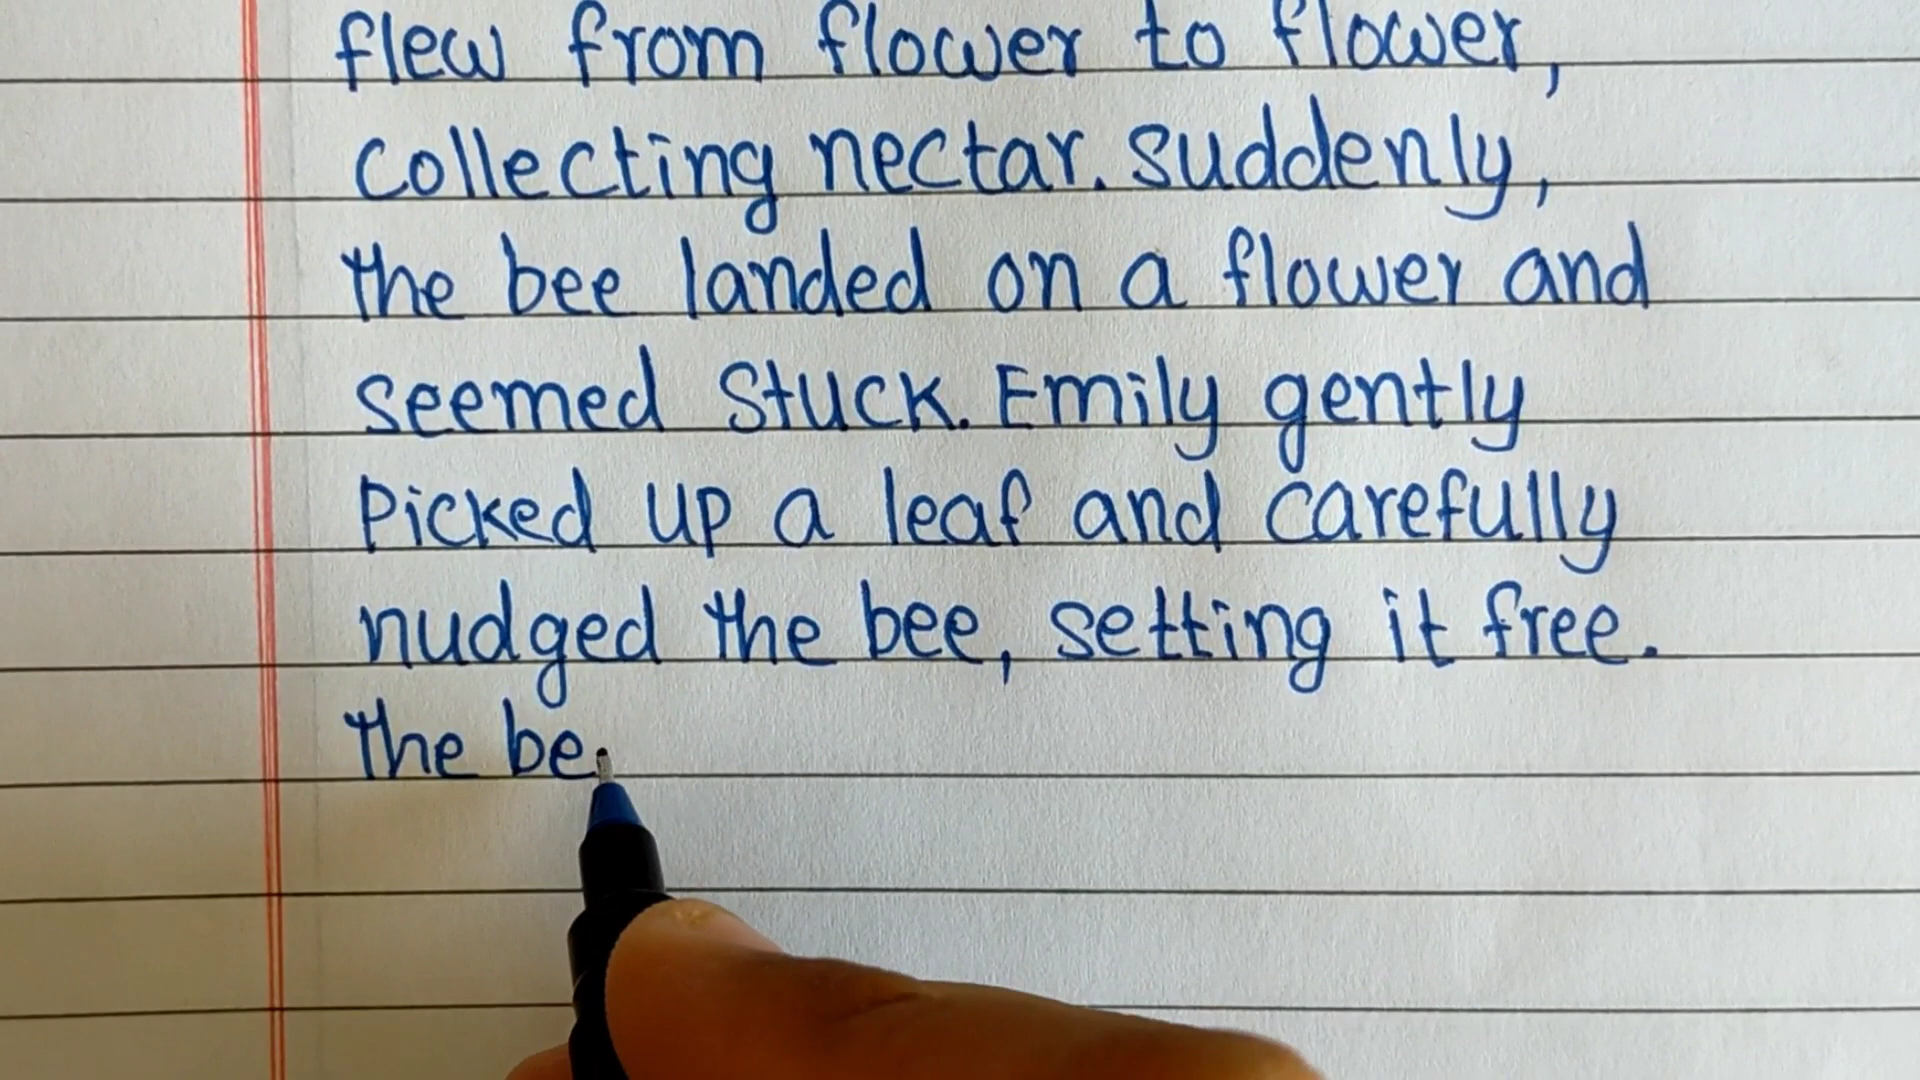 flew from flower to flower,
collecting nectar. suddenly,
the bee landed on a flower and
seemed stuck. Emily gently
Picked up a leaf and carefully
nudged the bee, setting it free.
the be